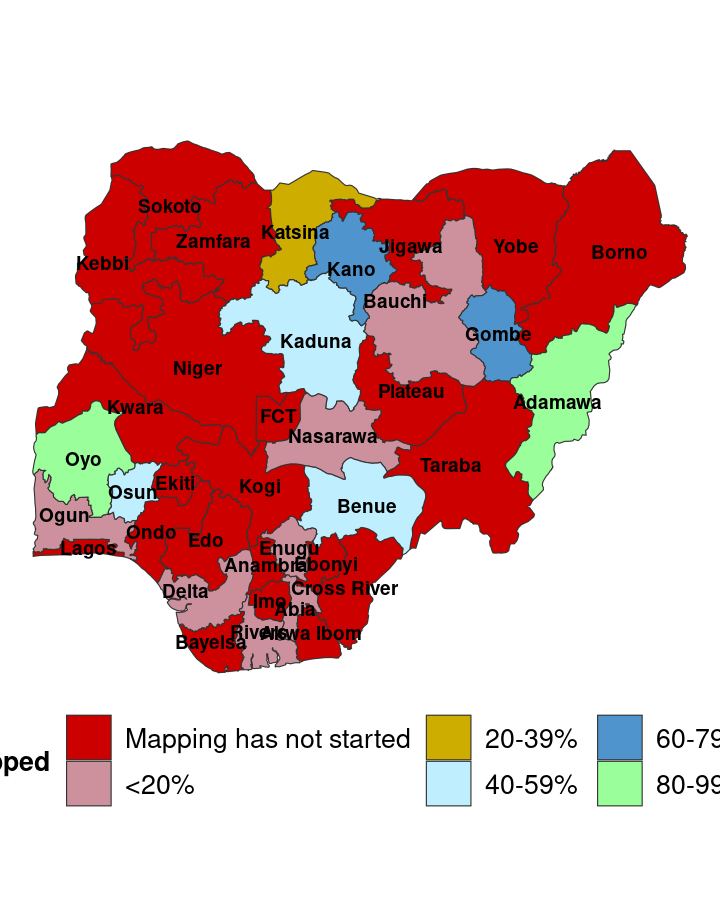 Sokoto
Katsina
Zamfara
Jigawa
Yobe
Borno
Kebbi
Kano
Bauchi
Gombe
Kaduna
Niger
Plateau
Adamawa
Kwara
FCT
Nasarawa
Oyo
Taraba
Osun
Ekiti
Kogi
Benue
Ogun
Ondo
Edo
Lagos
Enugu
Anambra
Ebonyi
Delta
Cross River
Imo
Abia
Rivers
Akwa Ibom
Bayelsa
pped
Mapping has not started
20-39%
60-79
<20%
40-59%
80-99